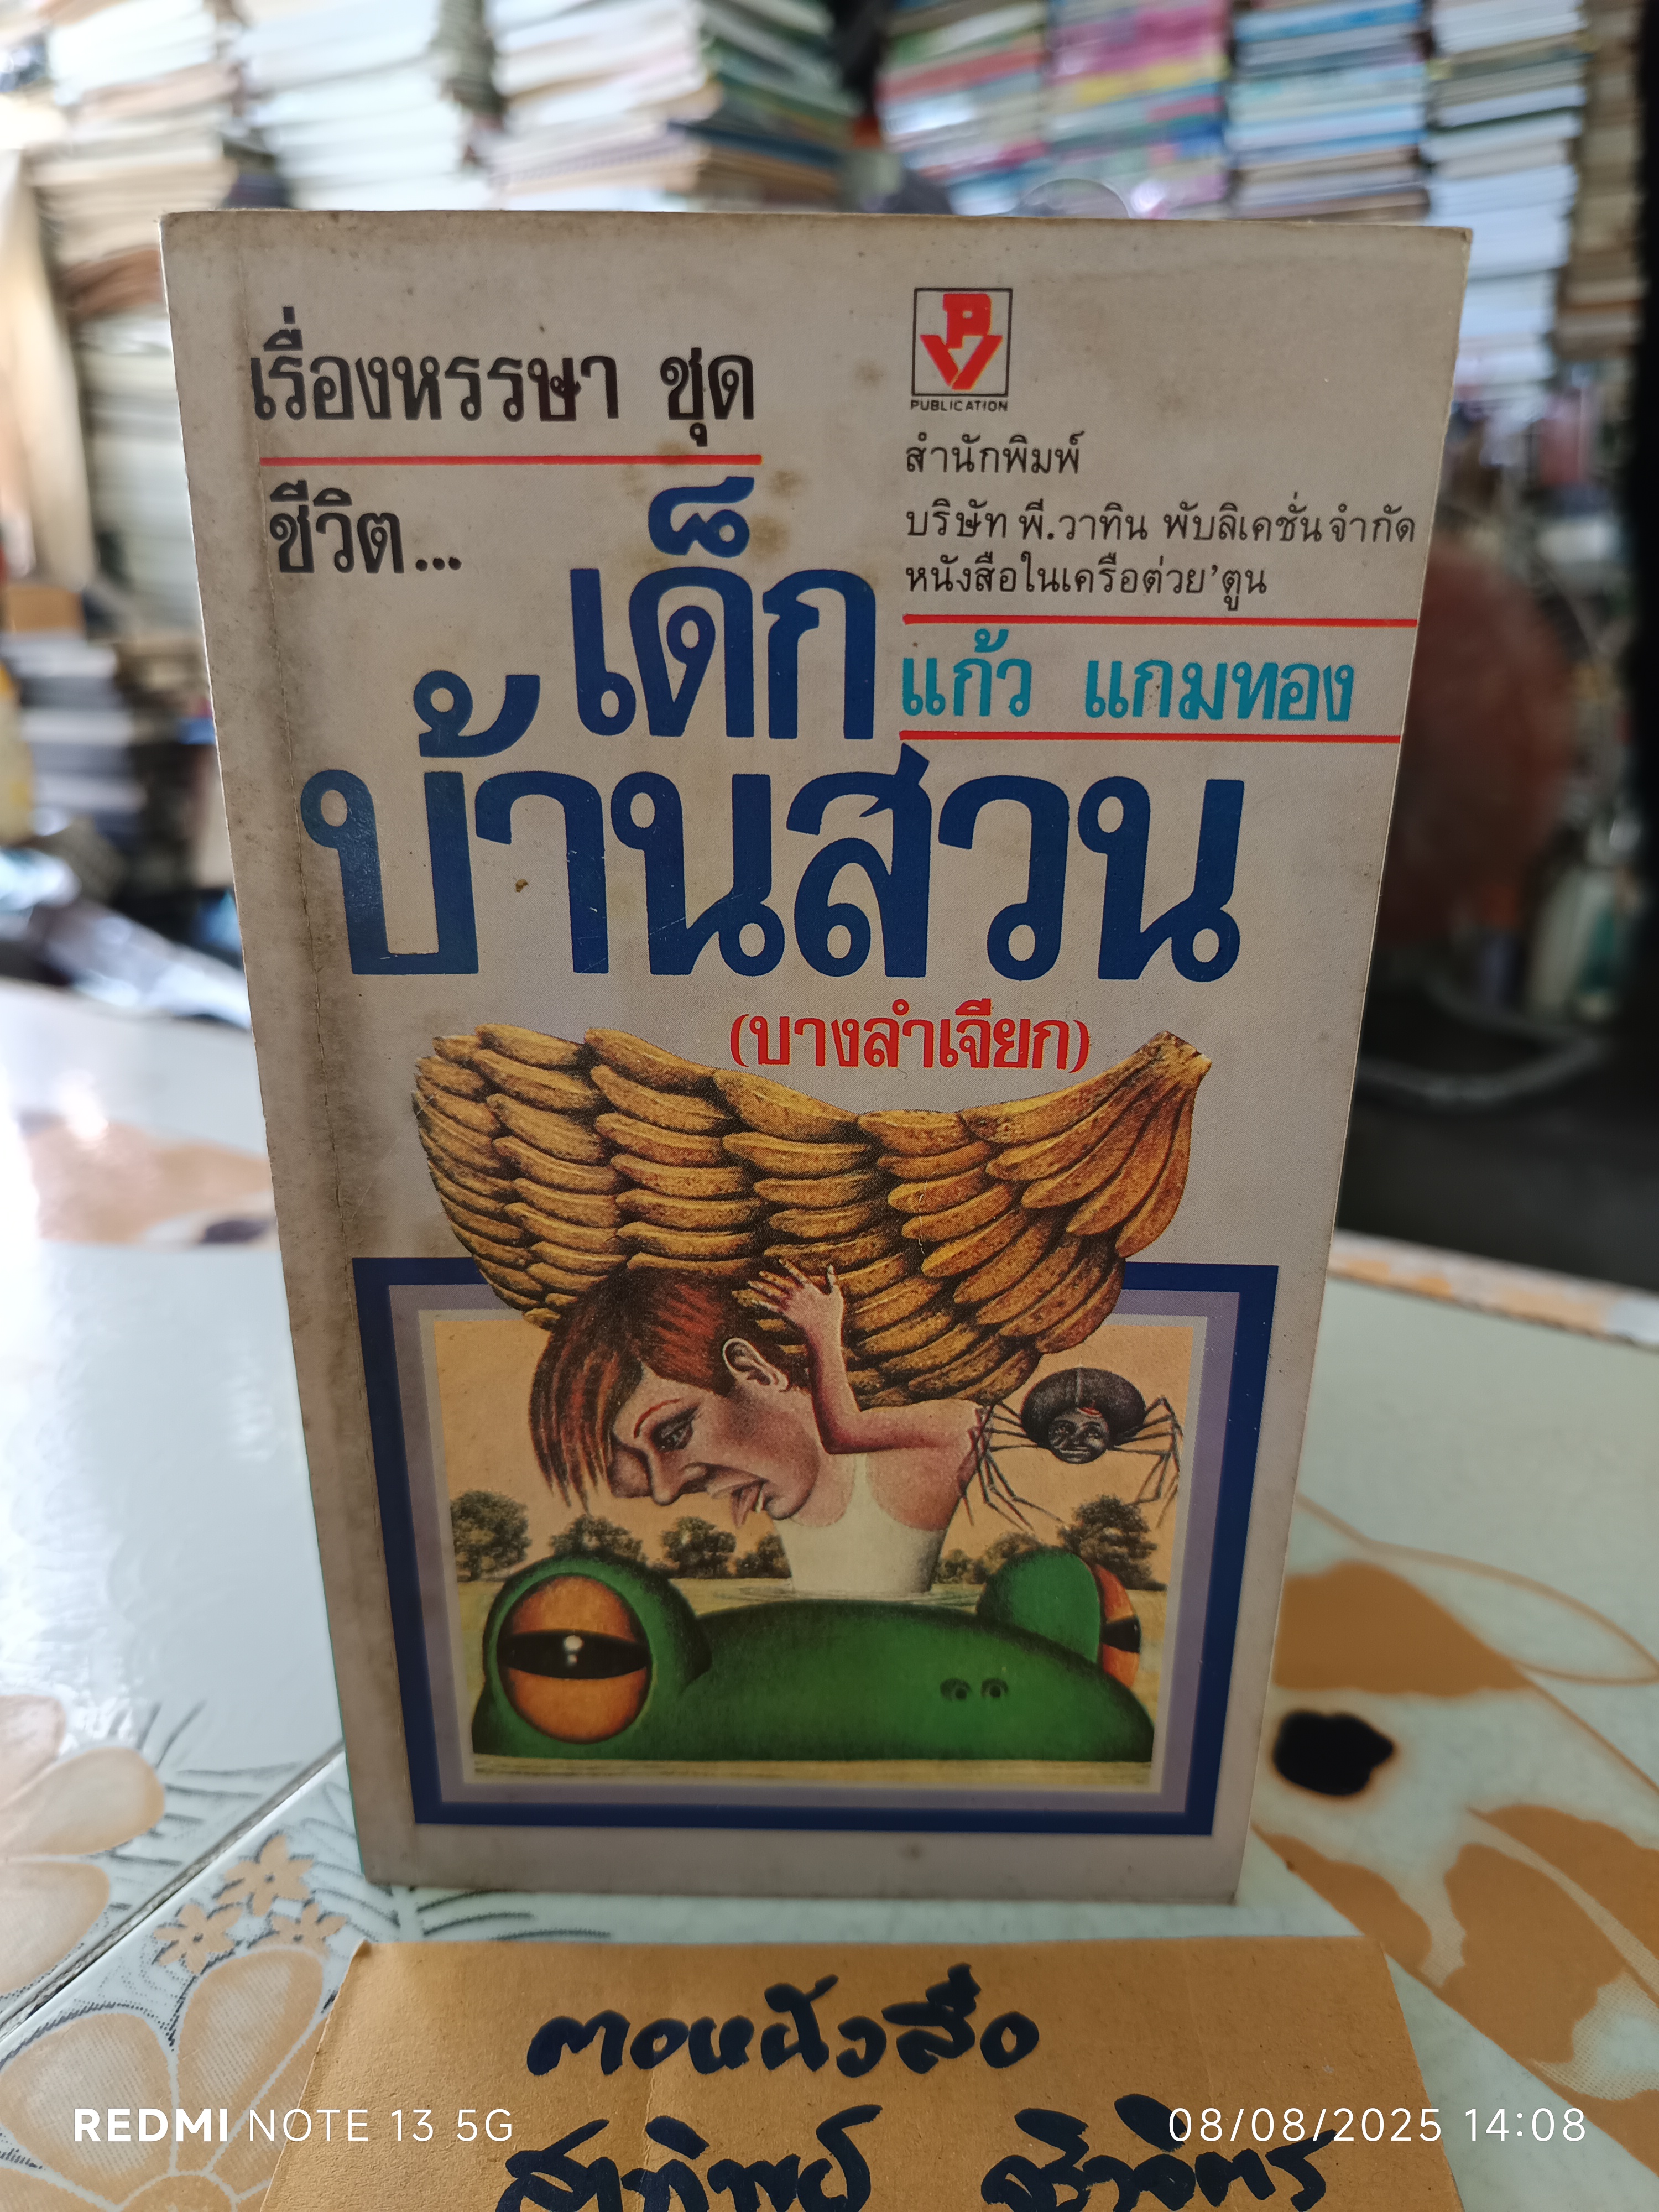 เรื่องหรรษา ชุด
ชีวิต...
เด็ก
บ้านสวน
(บางลำเจียก)
PV
PUBLICATION
สำนักพิมพ์
บริษัท พี.วาทิน พับลิเคชั่น จำกัด
หนังสือในเครือต่วย'ตูน
แก้ว แกมทอง
ตอหนังสือ
REDMI NOTE 13 5G
08/08/2025 14:08